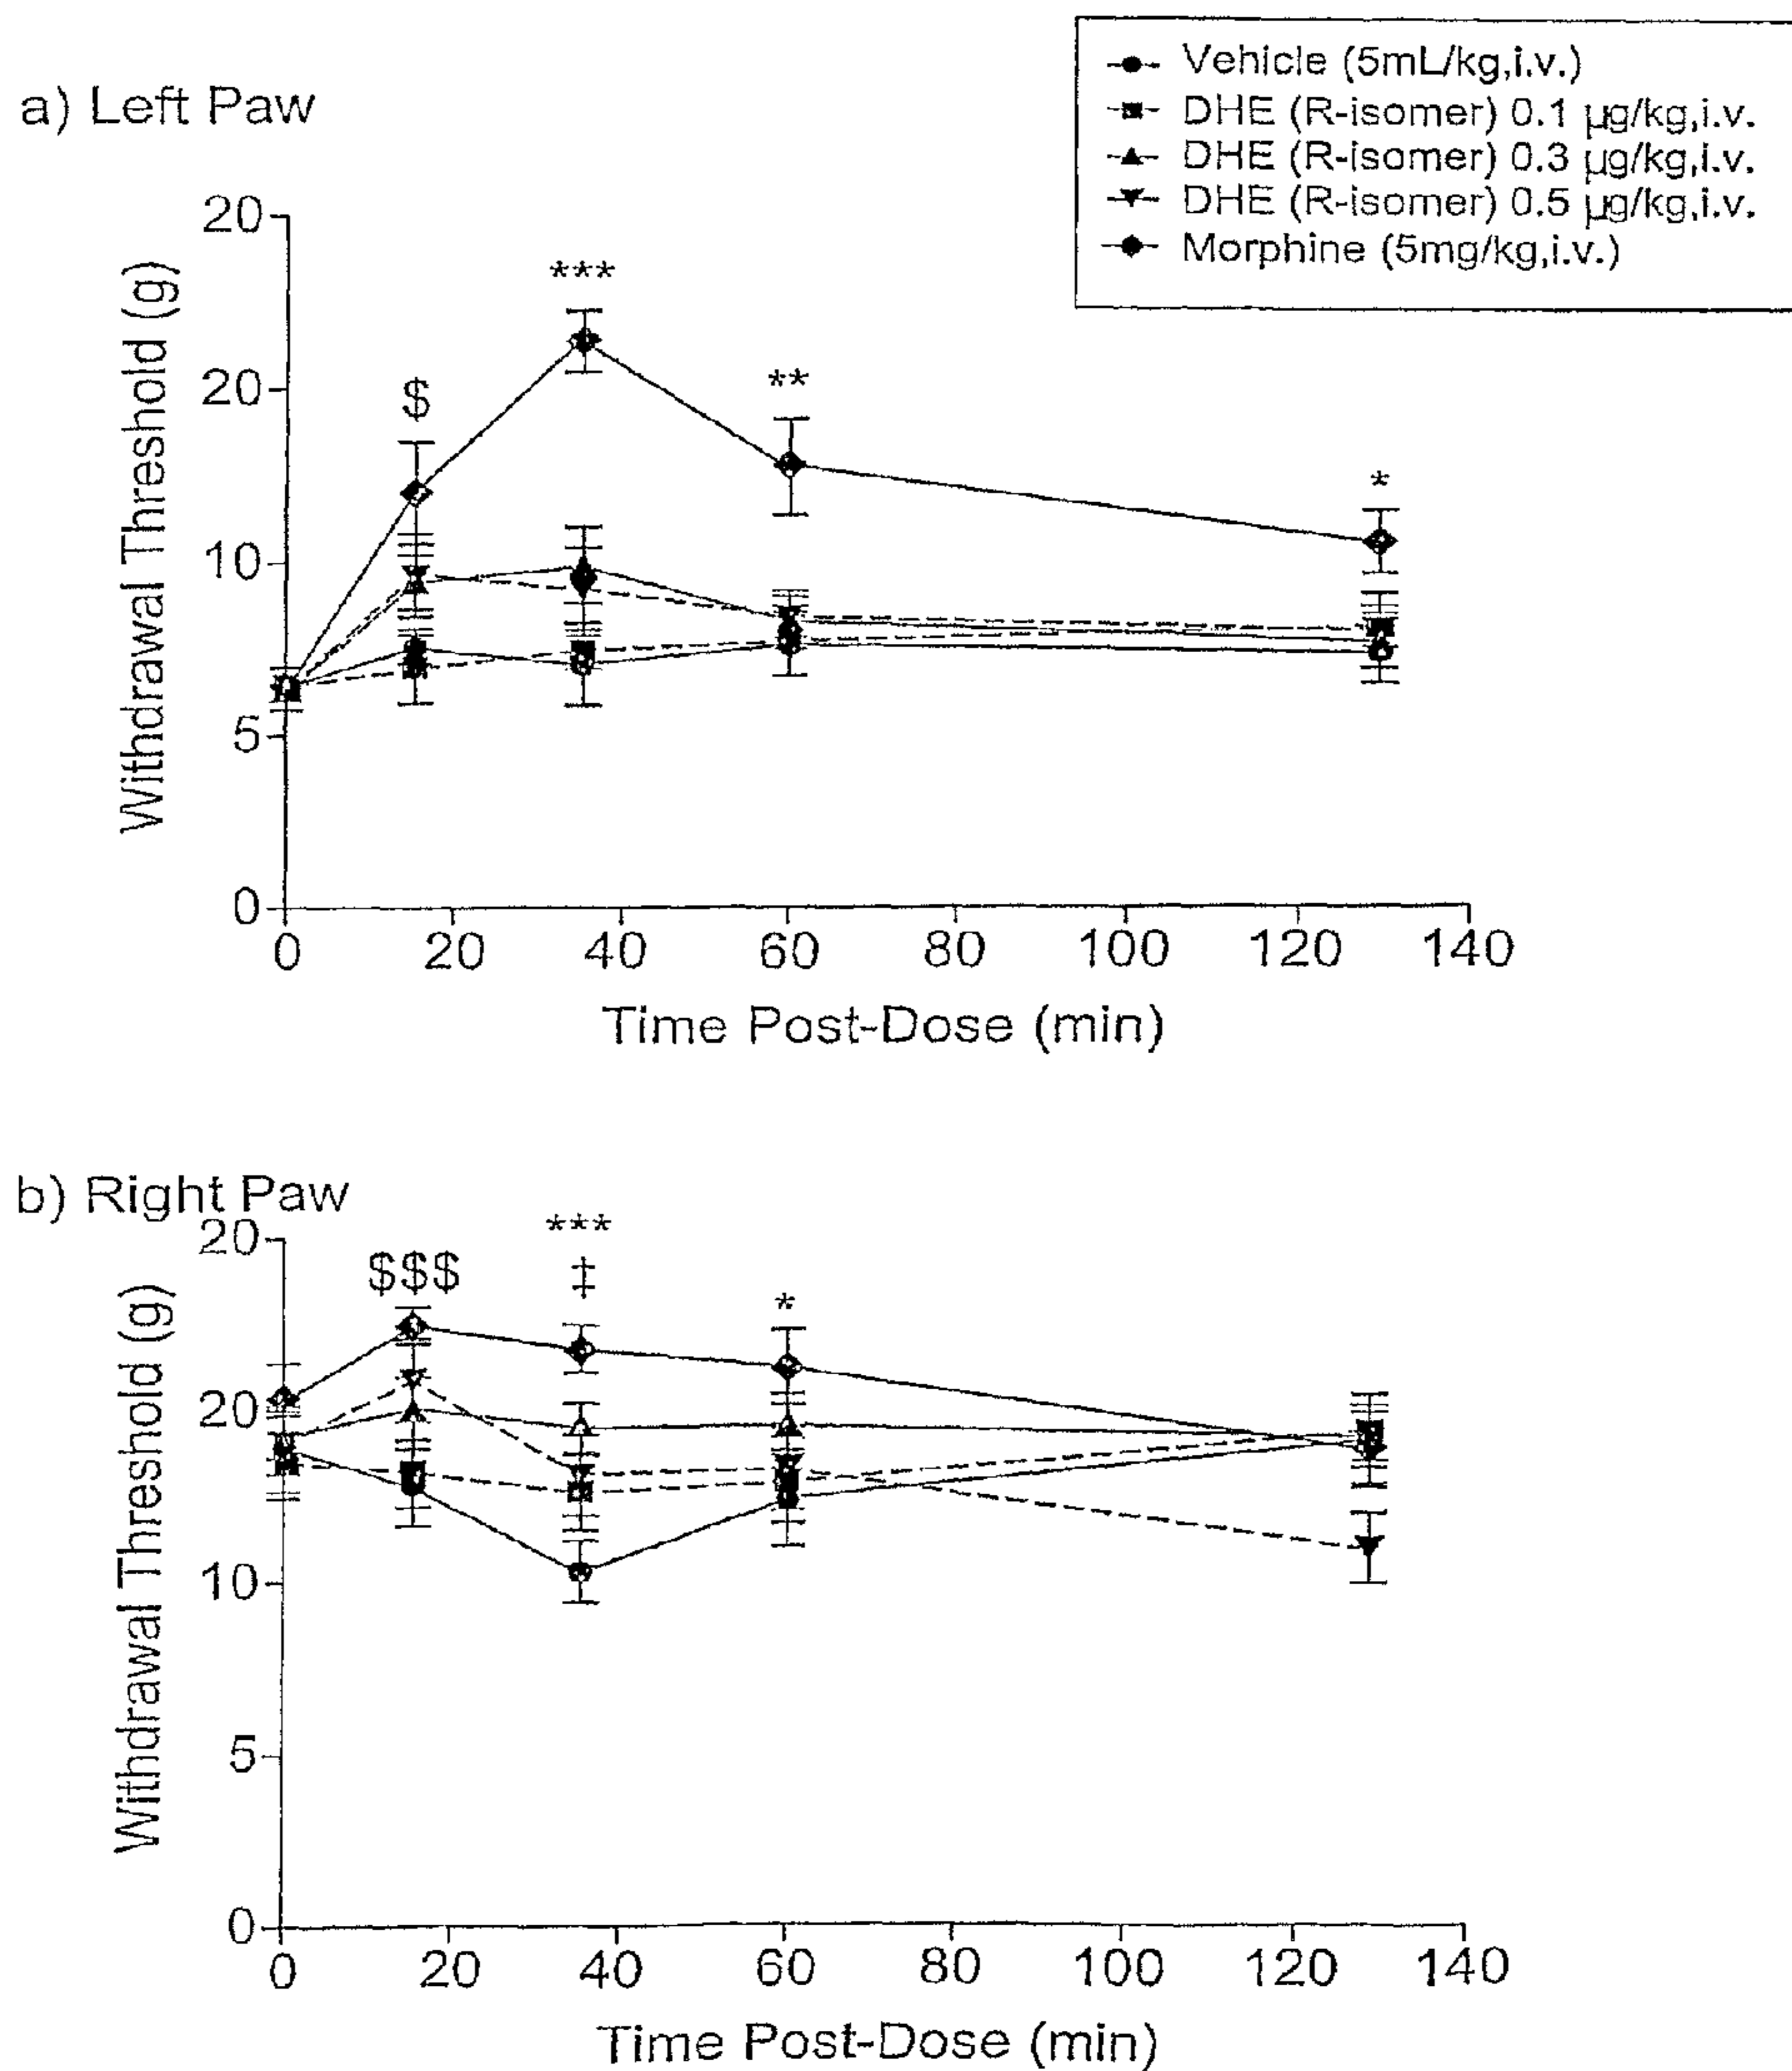 Vehicle (5mL/kg,i.v.)
DHE (R-isomer) 0.1 µg/kg,i.v.
DHE (R-isomer) 0.3 µg/kg,i.v.
DHE (R-isomer) 0.5 µg/kg,i.v.
Morphine (5mg/kg,i.v.)
a) Left Paw
Withdrawal Threshold (g)
20
20
10
5
0
$
***
**
*
0 20 40 60 80 100 120 140
Time Post-Dose (min)
b) Right Paw
Withdrawal Threshold (g)
20
20
10
5
0
$$$
***
‡
*
0 20 40 60 80 100 120 140
Time Post-Dose (min)